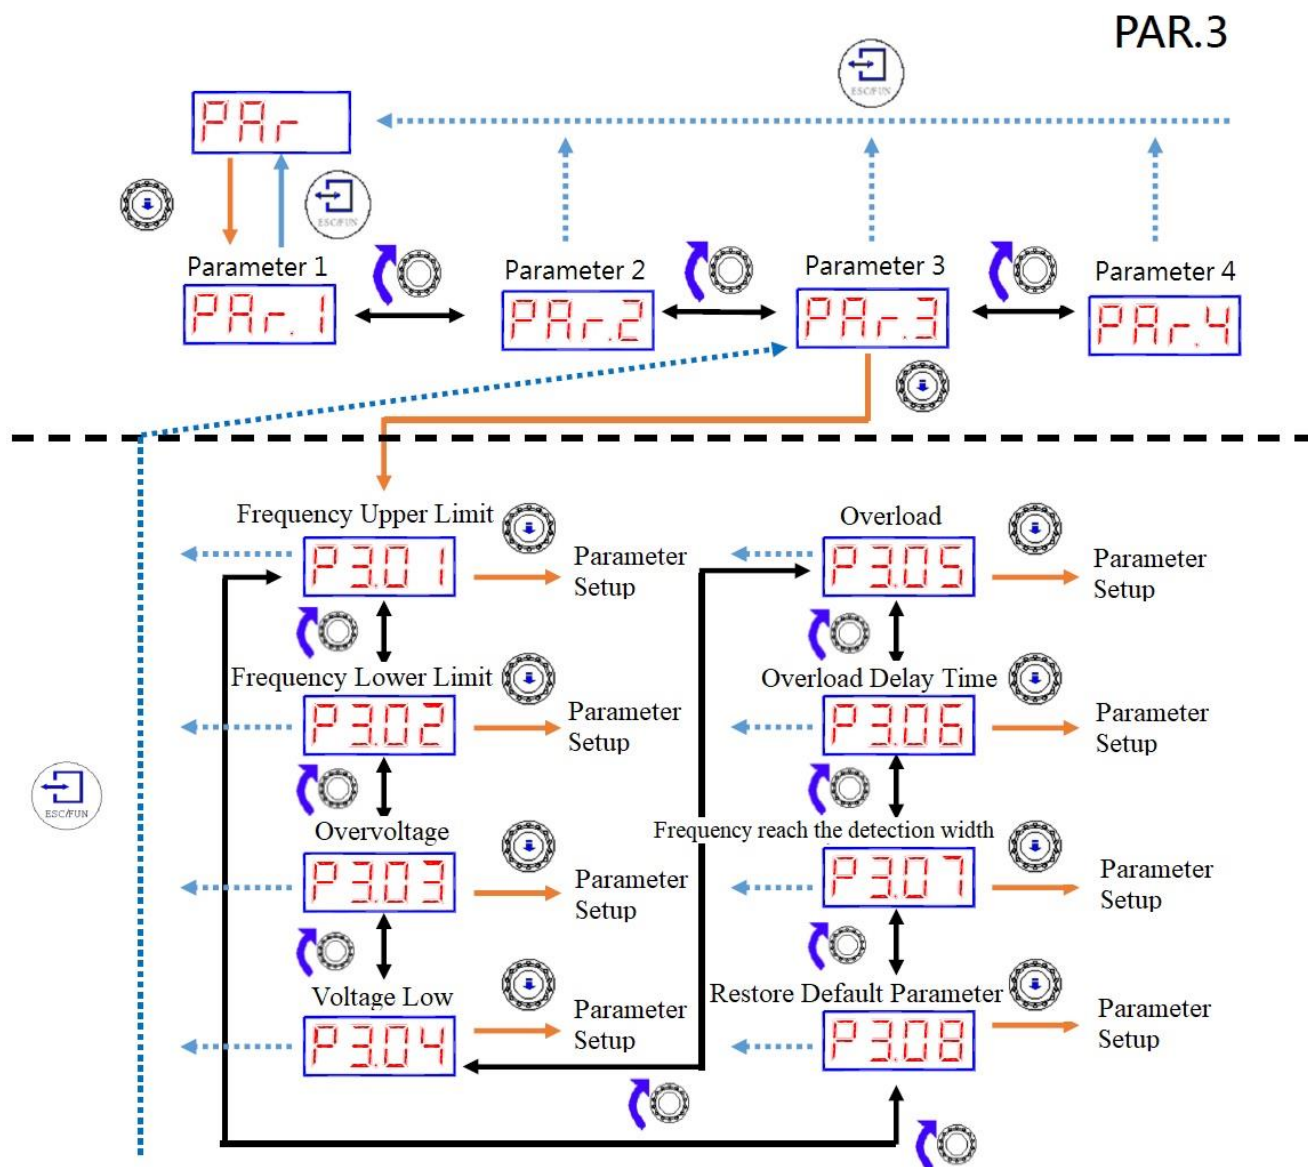 PAR.3
ESC/FUN
PAr
ESC/FUN
Parameter 1
Parameter 2
Parameter 3
Parameter 4
PAr.1
PAr.2
PAr.3
PAr.4
Frequency Upper Limit
P3.01
Parameter
Setup
Overload
P3.05
Parameter
Setup
Frequency Lower Limit
P3.02
Parameter
Setup
Overload Delay Time
P3.06
Parameter
Setup
ESC/FUN
Overvoltage
P3.03
Parameter
Setup
Frequency reach the detection width
P3.07
Parameter
Setup
Voltage Low
P3.04
Parameter
Setup
Restore Default Parameter
P3.08
Parameter
Setup